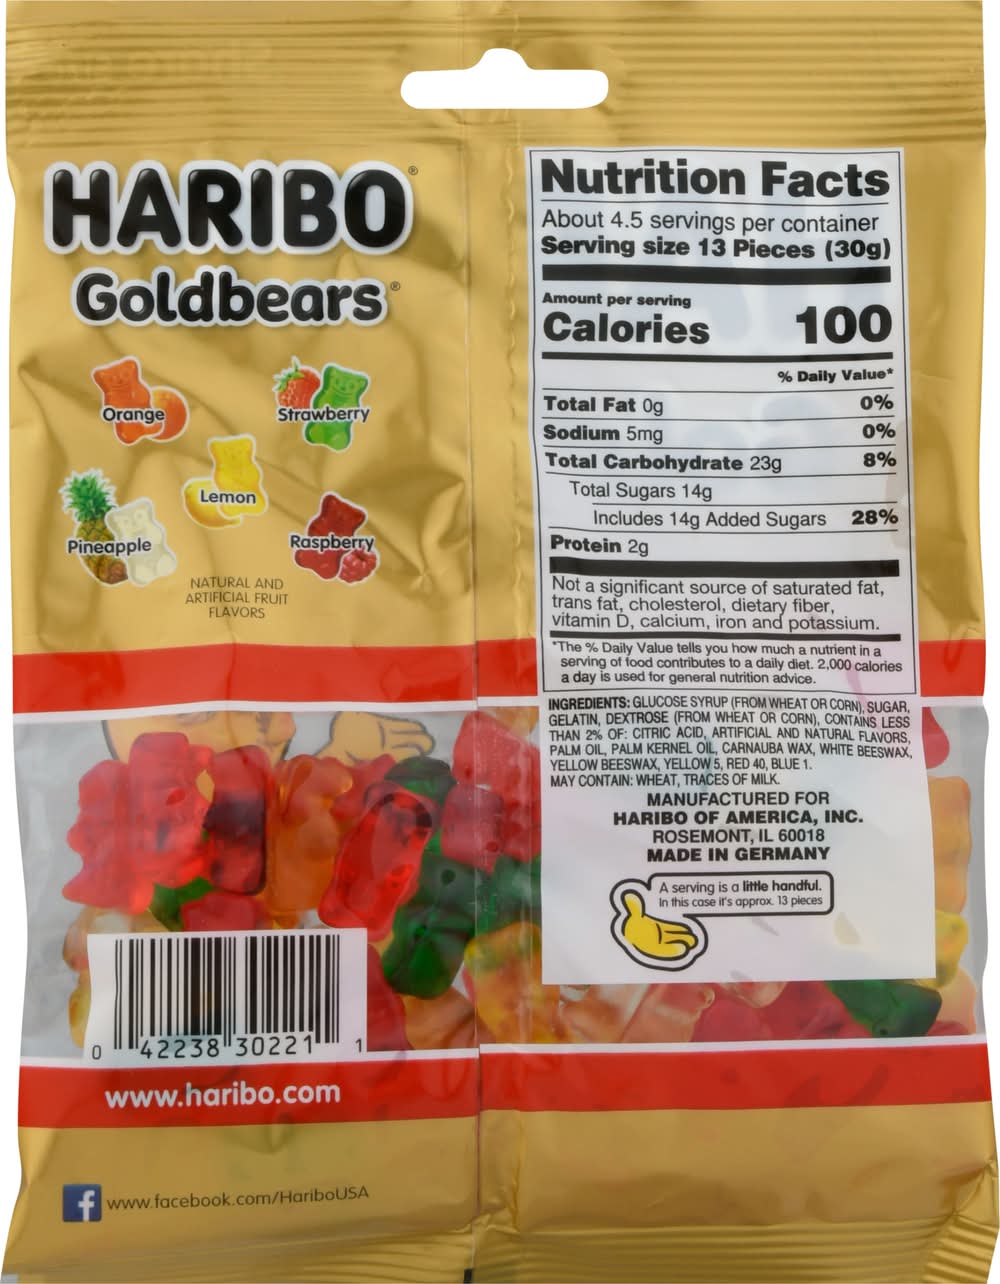 HARIBO®
Goldbears®
Orange
Strawberry
Lemon
Pineapple
Raspberry
NATURAL AND
ARTIFICIAL FRUIT
FLAVORS
0 42238 30221 1
www.haribo.com
www.facebook.com/HariboUSA
Nutrition Facts
About 4.5 servings per container
Serving size 13 Pieces (30g)
Amount per serving
Calories 100
% Daily Value*
Total Fat 0g 0%
Sodium 5mg 0%
Total Carbohydrate 23g 8%
Total Sugars 14g
Includes 14g Added Sugars 28%
Protein 2g
Not a significant source of saturated fat,
trans fat, cholesterol, dietary fiber,
vitamin D, calcium, iron and potassium.
*The % Daily Value tells you how much a nutrient in a
serving of food contributes to a daily diet. 2,000 calories
a day is used for general nutrition advice.
INGREDIENTS: GLUCOSE SYRUP (FROM WHEAT OR CORN), SUGAR,
GELATIN, DEXTROSE (FROM WHEAT OR CORN), CONTAINS LESS
THAN 2% OF: CITRIC ACID, ARTIFICIAL AND NATURAL FLAVORS,
PALM OIL, PALM KERNEL OIL, CARNAUBA WAX, WHITE BEESWAX,
YELLOW BEESWAX, YELLOW 5, RED 40, BLUE 1.
MAY CONTAIN: WHEAT, TRACES OF MILK.
MANUFACTURED FOR
HARIBO OF AMERICA, INC.
ROSEMONT, IL 60018
MADE IN GERMANY
A serving is a little handful.
In this case it's approx. 13 pieces